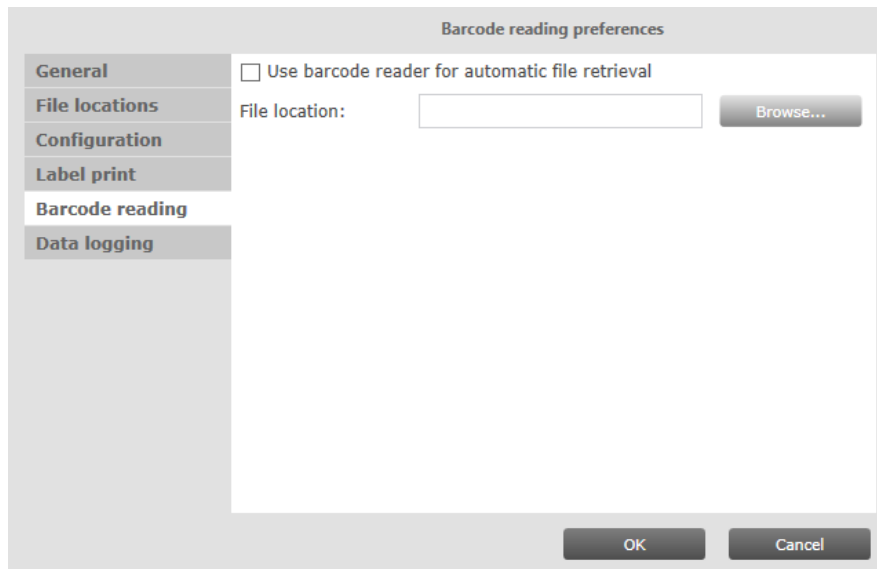 Barcode reading preferences
General
File locations
Configuration
Label print
Barcode reading
Data logging
Use barcode reader for automatic file retrieval
File location:
Browse...
OK
Cancel